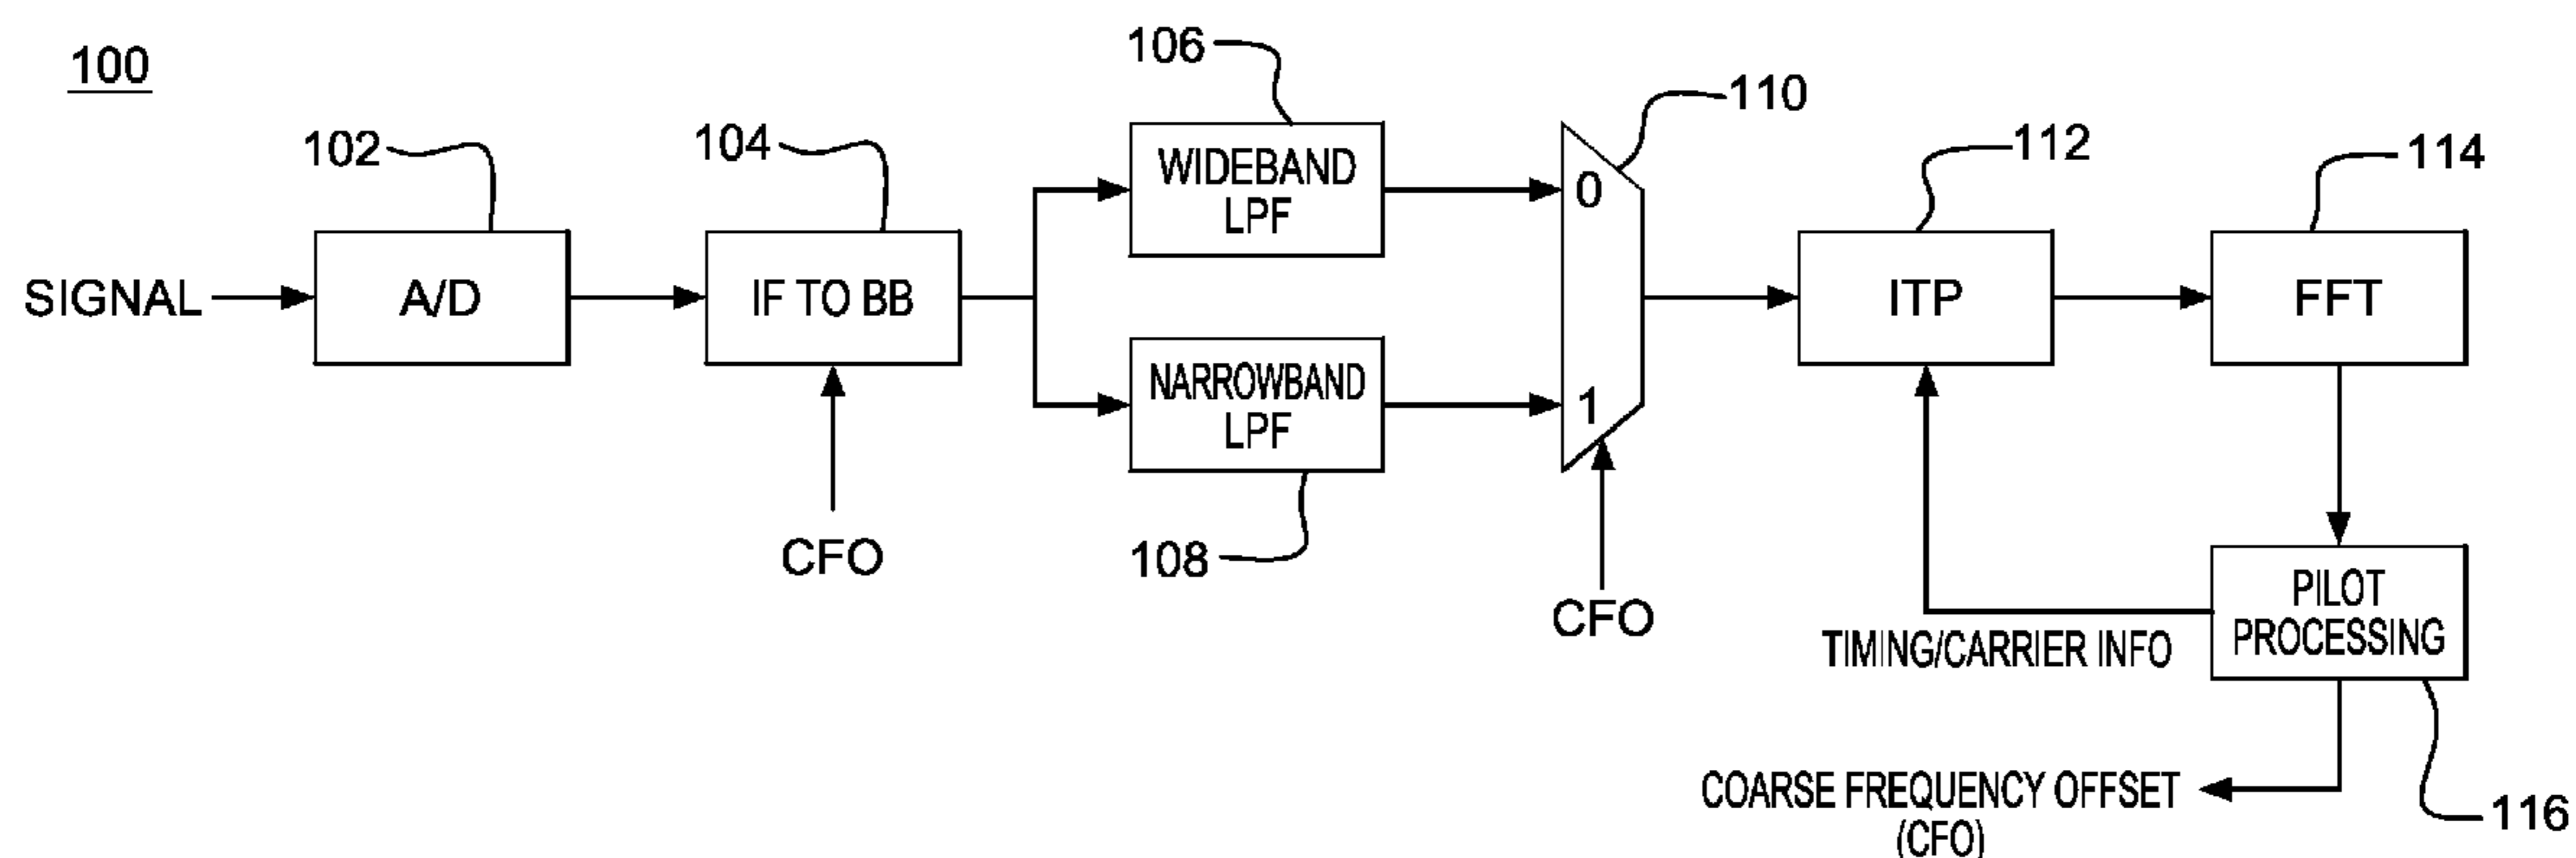 100
102
104
106
110
112
114
SIGNAL
A/D
IF TO BB
WIDEBAND
LPF
0
ITP
FFT
NARROWBAND
LPF
1
CFO
108
CFO
TIMING/CARRIER INFO
PILOT
PROCESSING
COARSE FREQUENCY OFFSET
(CFO)
116